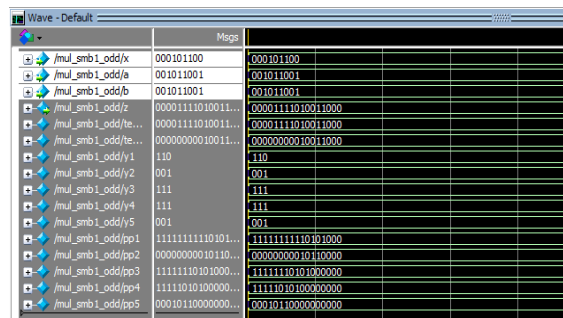 Wave - Default
Msgs
/mul_smb1_odd/x 000101100 000101100
/mul_smb1_odd/a 001011001 001011001
/mul_smb1_odd/b 001011001 001011001
/mul_smb1_odd/z 00001111010011... 00001111010011000
/mul_smb1_odd/te... 00001111010011... 00001111010011000
/mul_smb1_odd/te... 00000000010011... 00000000010011000
/mul_smb1_odd/y1 110 110
/mul_smb1_odd/y2 001 001
/mul_smb1_odd/y3 111 111
/mul_smb1_odd/y4 111 111
/mul_smb1_odd/y5 001 001
/mul_smb1_odd/pp1 11111111110101... 11111111110101000
/mul_smb1_odd/pp2 00000000010110... 00000000010110000
/mul_smb1_odd/pp3 11111110101000... 11111110101000000
/mul_smb1_odd/pp4 11111010100000... 11111010100000000
/mul_smb1_odd/pp5 00010110000000... 00010110000000000